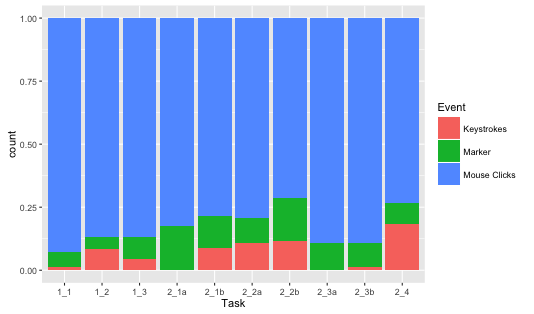 1.00
0.75
0.50
0.25
0.00
count
1_1 1_2 1_3 2_1a 2_1b 2_2a 2_2b 2_3a 2_3b 2_4
Task
Event
Keystrokes
Marker
Mouse Clicks